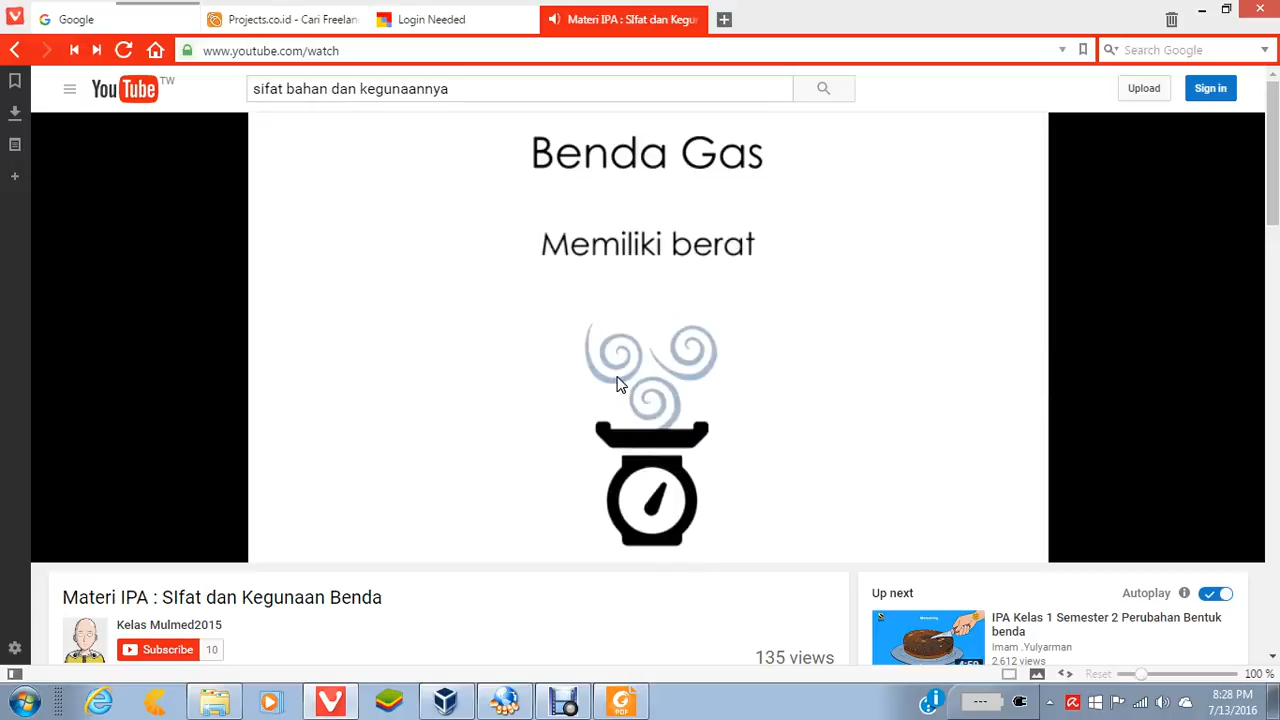 Google
Projects.co.id - Cari Freelan
Login Needed
Materi IPA : SIfat dan Kegun
www.youtube.com/watch
Search Google
YouTube TW
sifat bahan dan kegunaannya
Upload
Sign in
Benda Gas
Memiliki berat
Materi IPA : SIfat dan Kegunaan Benda
Kelas Mulmed2015
Subscribe 10
135 views
Up next
Autoplay
IPA Kelas 1 Semester 2 Perubahan Bentuk
benda
Imam .Yulyarman
2,612 views
4:59
Reset
100 %
PDF
8:28 PM
7/13/2016